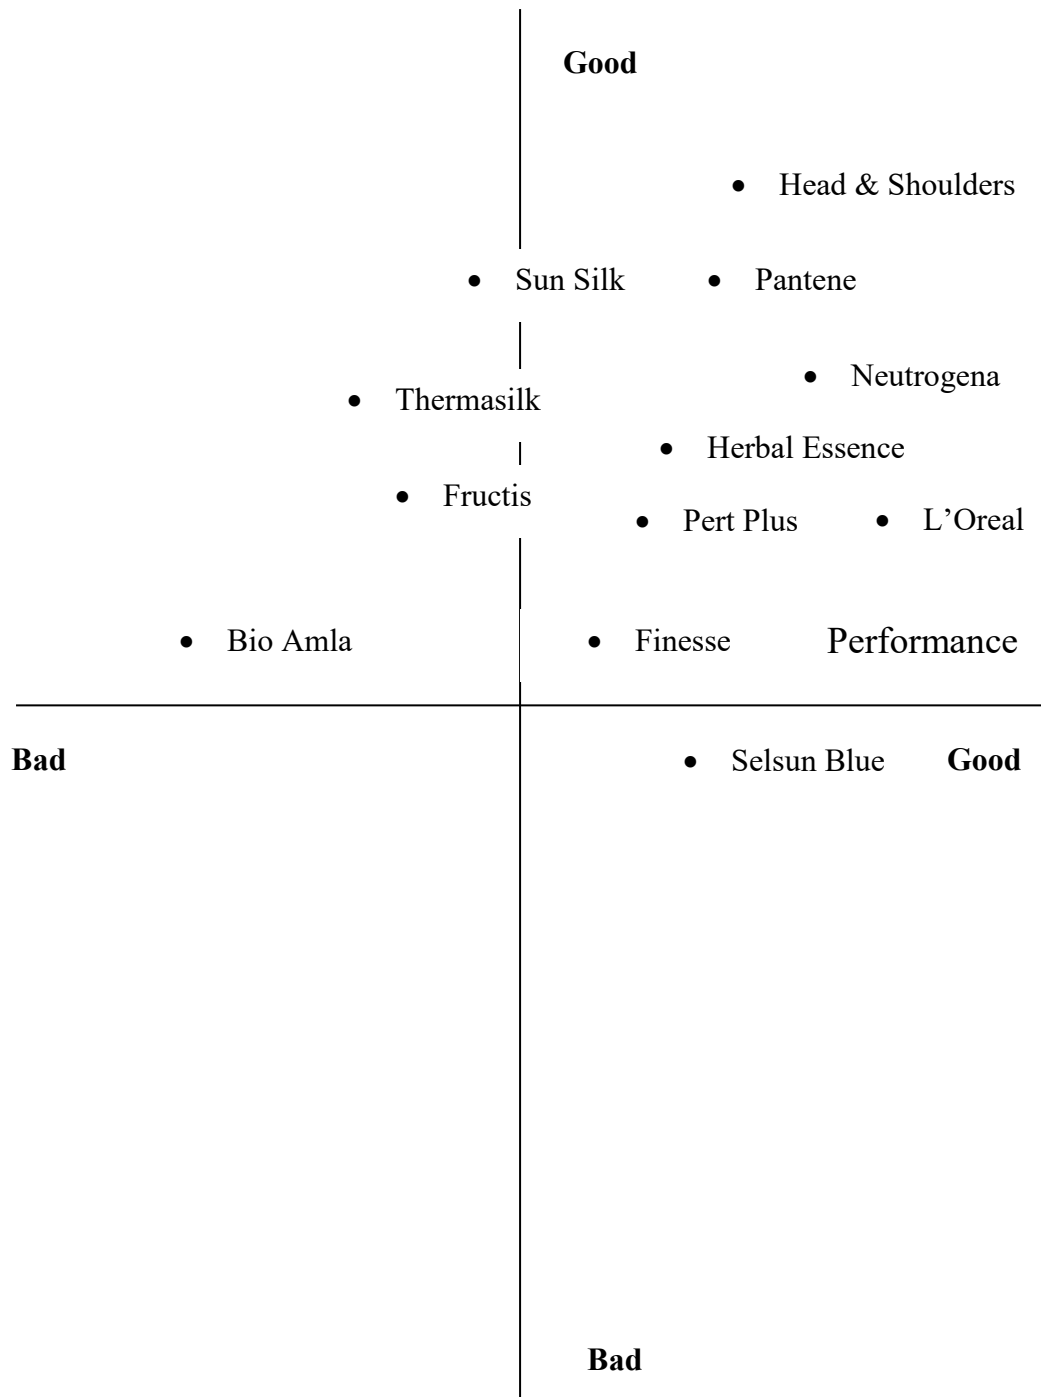 Good
• Head & Shoulders
• Sun Silk • Pantene
• Neutrogena
• Thermasilk
• Herbal Essence
• Fructis
• Pert Plus • L’Oreal
• Bio Amla • Finesse Performance
Bad • Selsun Blue Good
Bad